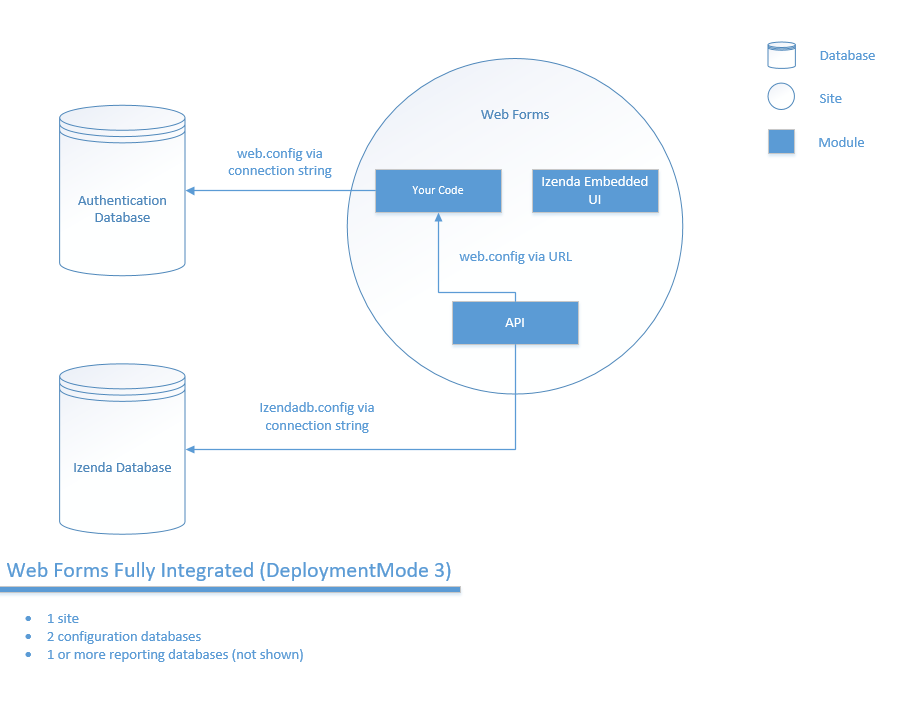 Database
Site
Module
Web Forms
web.config via
connection string
Your Code
Izenda Embedded
UI
Authentication
Database
web.config via URL
API
Izendadb.config via
connection string
Izenda Database
Web Forms Fully Integrated (DeploymentMode 3)
• 1 site
• 2 configuration databases
• 1 or more reporting databases (not shown)